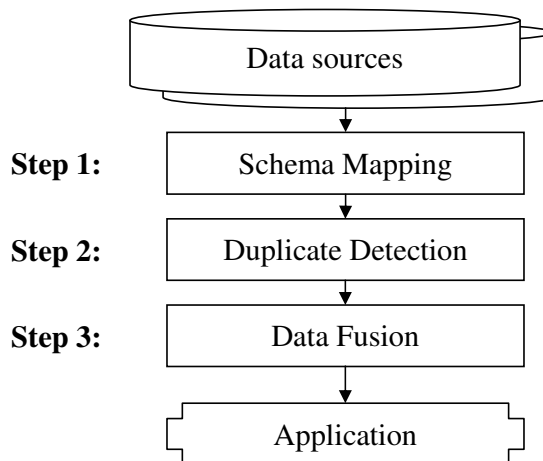 Data sources
Step 1: Schema Mapping
Step 2: Duplicate Detection
Step 3: Data Fusion
Application